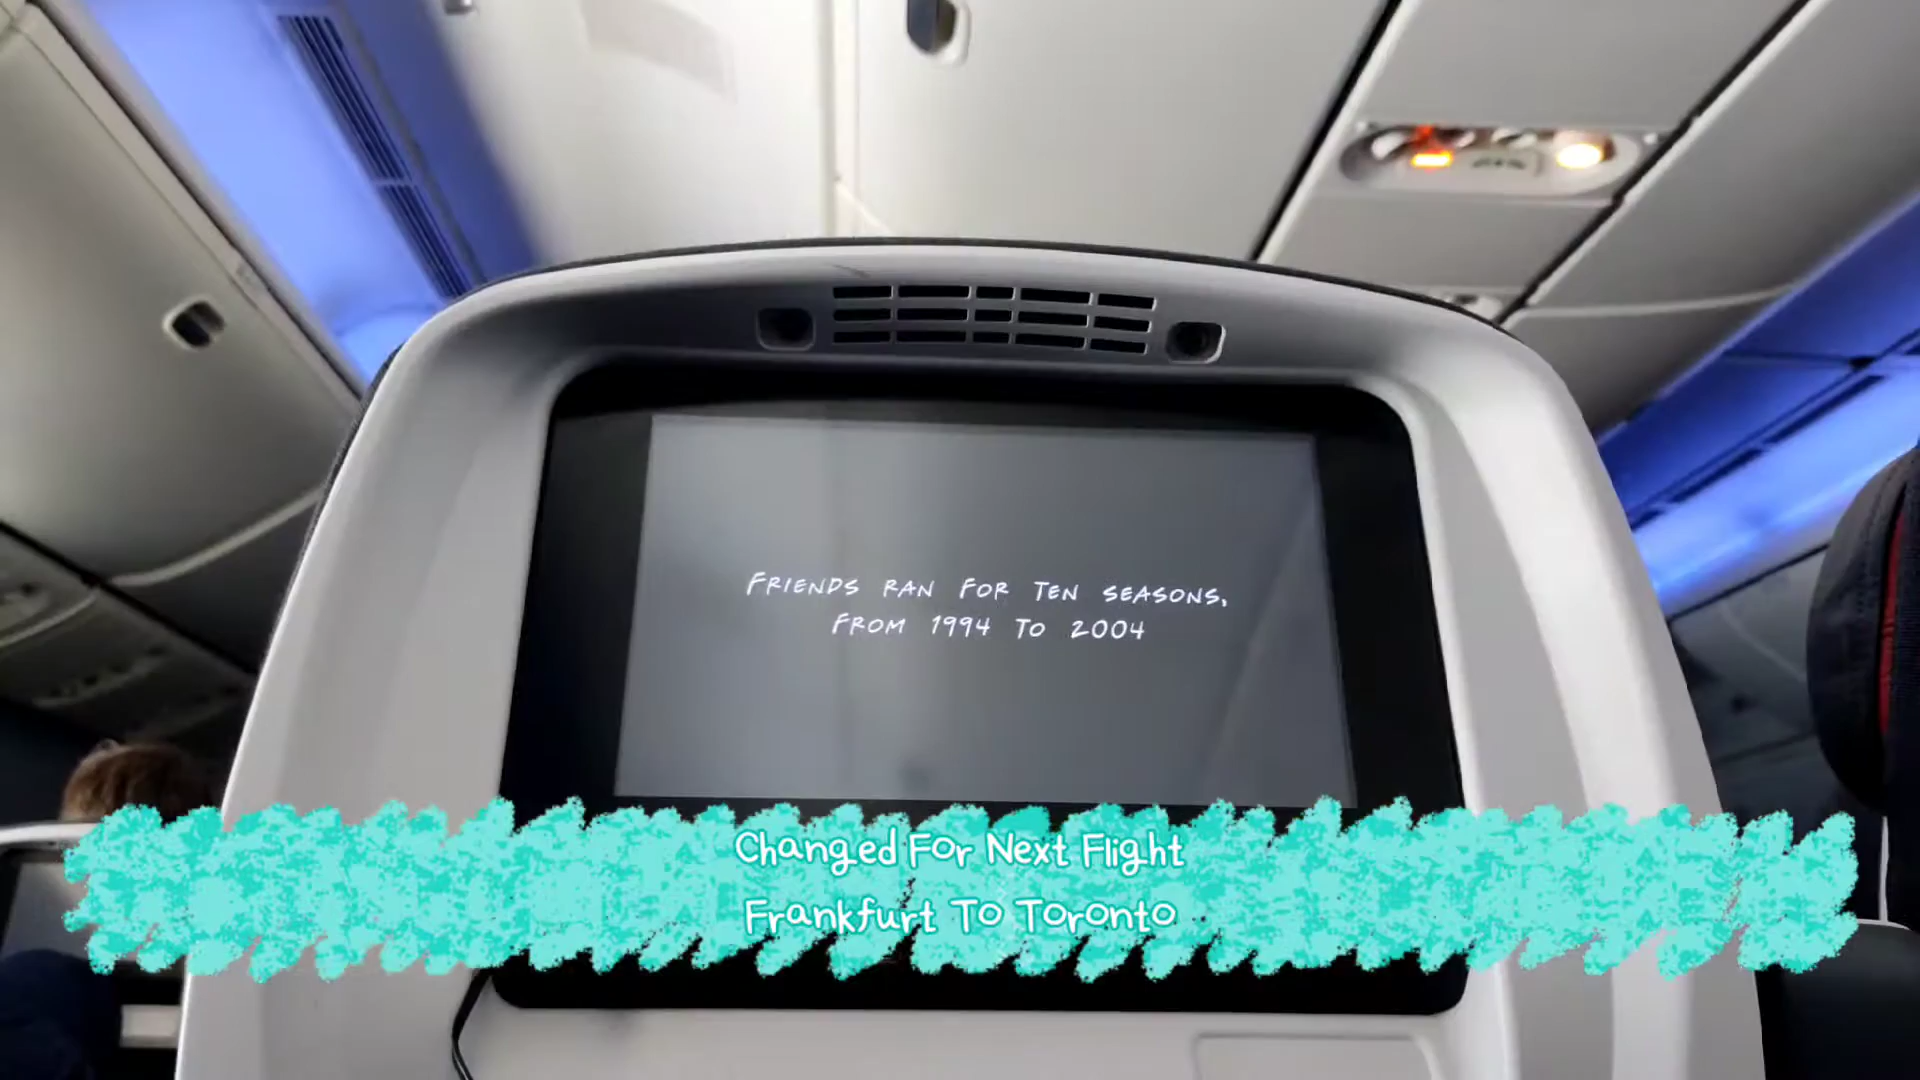 FRIENDS RAN FOR TEN SEASONS,
FROM 1994 TO 2004
Changed For Next Flight
Frankfurt To Toronto